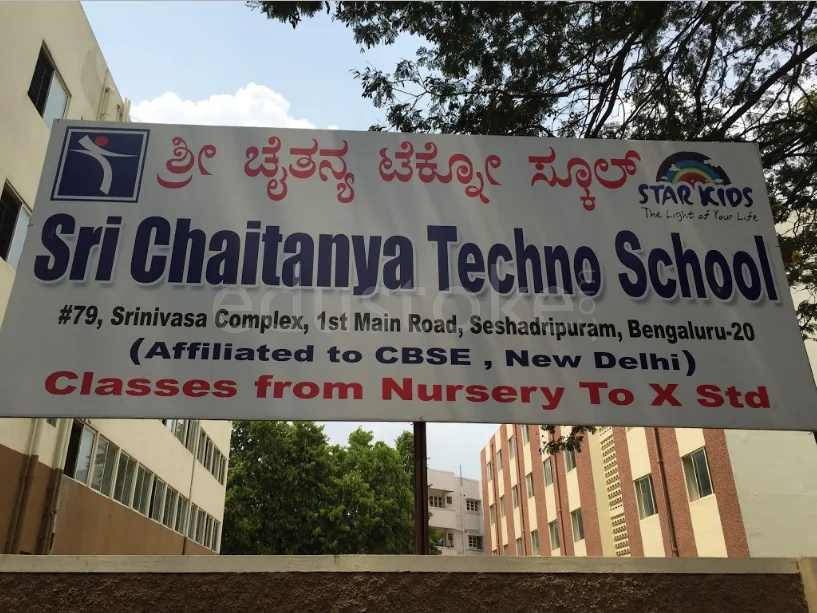 ಶ್ರೀ ಚೈತನ್ಯ ಟೆಕ್ನೋ ಸ್ಕೂಲ್
STAR KIDS
The Light of Your Life
Sri Chaitanya Techno School
#79, Srinivasa Complex, 1st Main Road, Seshadripuram, Bengaluru-20
(Affiliated to CBSE , New Delhi)
Classes from Nursery To X Std
edustoke